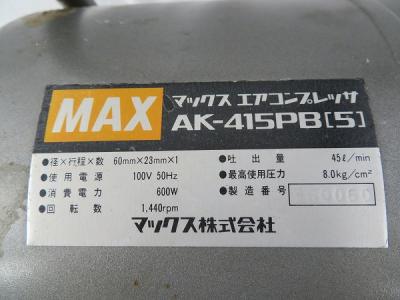 MAX
マックス エアコンプレッサ
AK-415PB[5]
●径×行程×数 60mm×23mm×1 ●吐出量 45ℓ/min
●使用電源 100V 50Hz ●最高使用圧力 8.0kg/cm²
●消費電力 600W ●製造番号
●回転数 1,440rpm
マックス株式会社